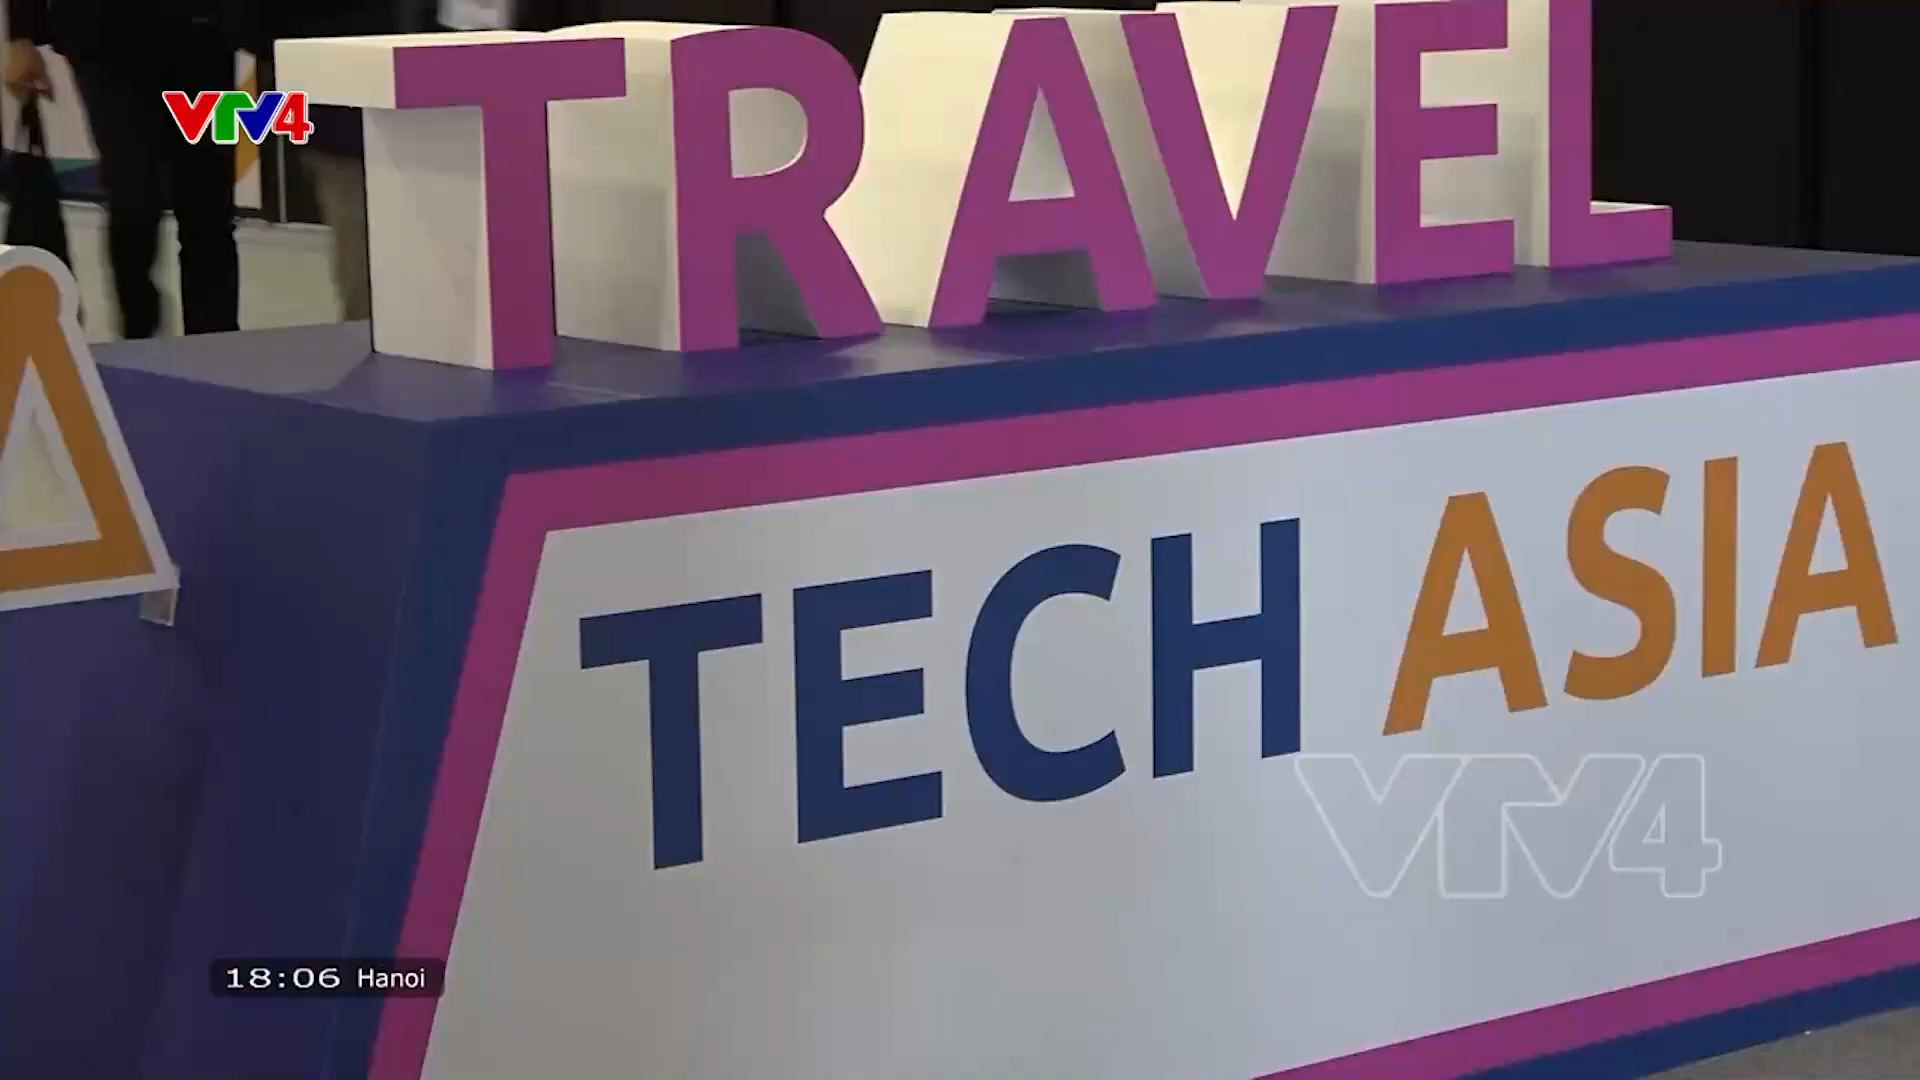 VTV4
TRAVEL
A
TECH ASIA
VTV4
18:06 Hanoi